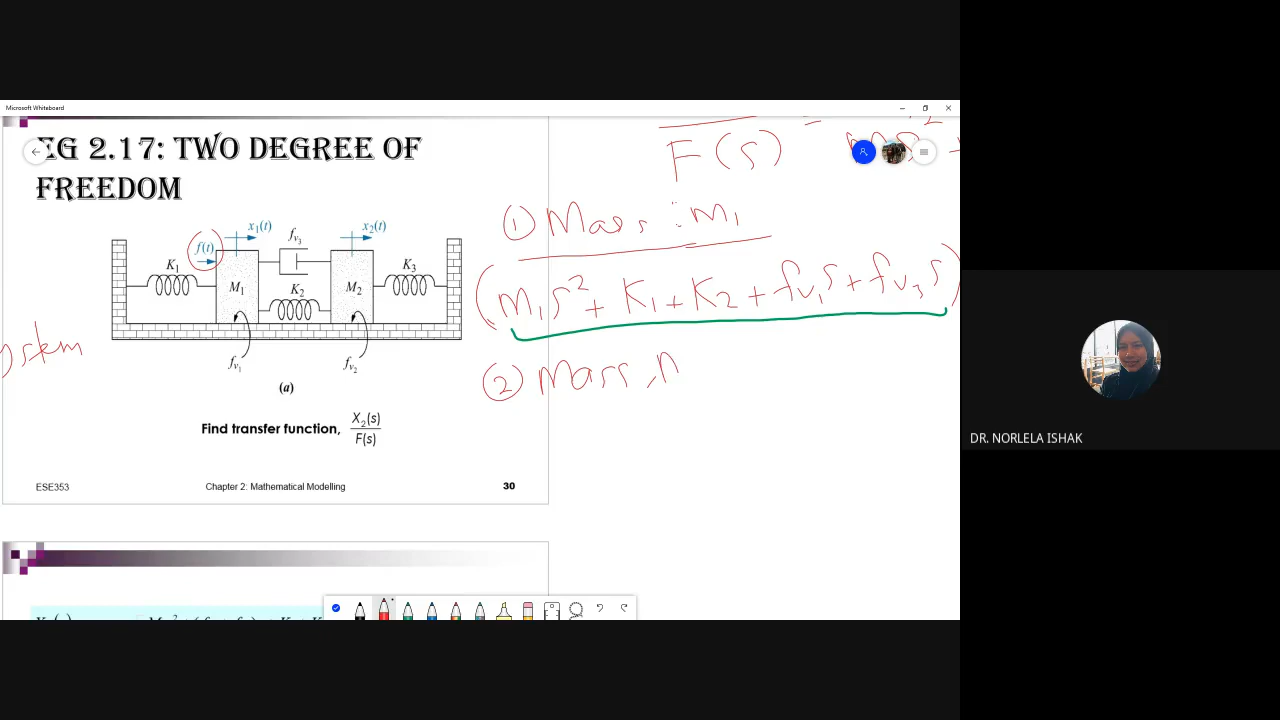 Microsoft Whiteboard
EG 2.17: TWO DEGREE OF
FREEDOM
x₁(t)
x₂(t)
f(t)
fᵥ₃
K₁
K₂
K₃
M₁
M₂
fᵥ₁
fᵥ₂
(a)
Find transfer function, X₂(s)/F(s)
ESE353
Chapter 2: Mathematical Modelling
30
F(s)
① Mass : m₁
(m₁s² + K₁ + K₂ + fᵥ₁s + fᵥ₃s)
② Mass,
DR. NORLELA ISHAK